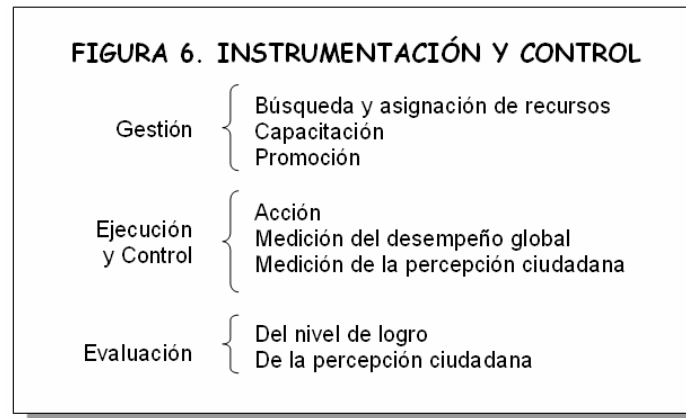 FIGURA 6. INSTRUMENTACIÓN Y CONTROL
Gestión
Búsqueda y asignación de recursos
Capacitación
Promoción
Ejecución
y Control
Acción
Medición del desempeño global
Medición de la percepción ciudadana
Evaluación
Del nivel de logro
De la percepción ciudadana